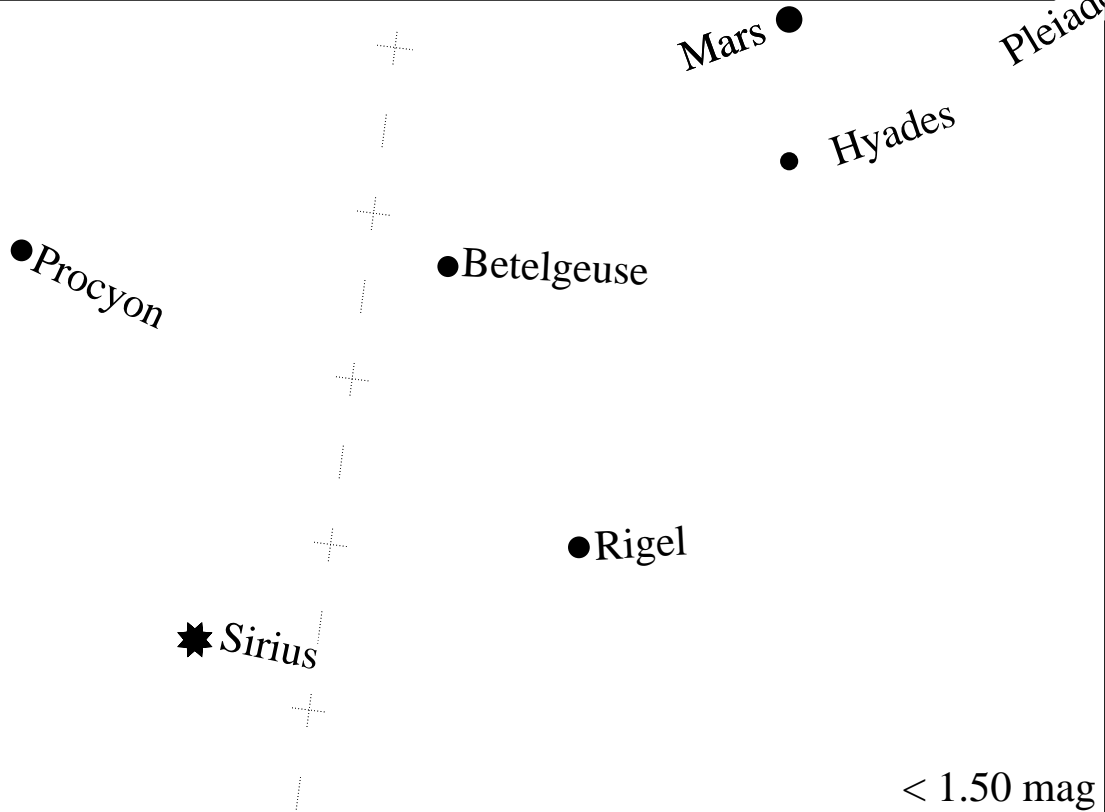 Mars
Pleiad
Hyades
Procyon
Betelgeuse
Rigel
Sirius
< 1.50 mag